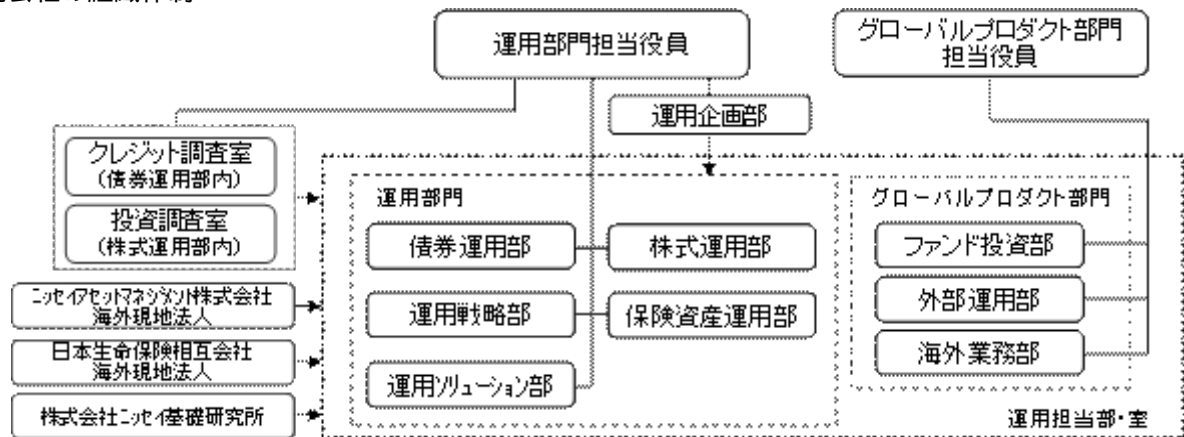 運用部門担当役員
グローバルプロダクト部門
担当役員
運用企画部
クレジット調査室
(債券運用部内)
投資調査室
(株式運用部内)
運用部門
グローバルプロダクト部門
債券運用部
株式運用部
ファンド投資部
ニッセイアセットマネジメント株式会社
海外現地法人
運用戦略部
保険資産運用部
外部運用部
日本生命保険相互会社
海外現地法人
海外業務部
運用ソリューション部
株式会社ニッセイ基礎研究所
運用担当部・室